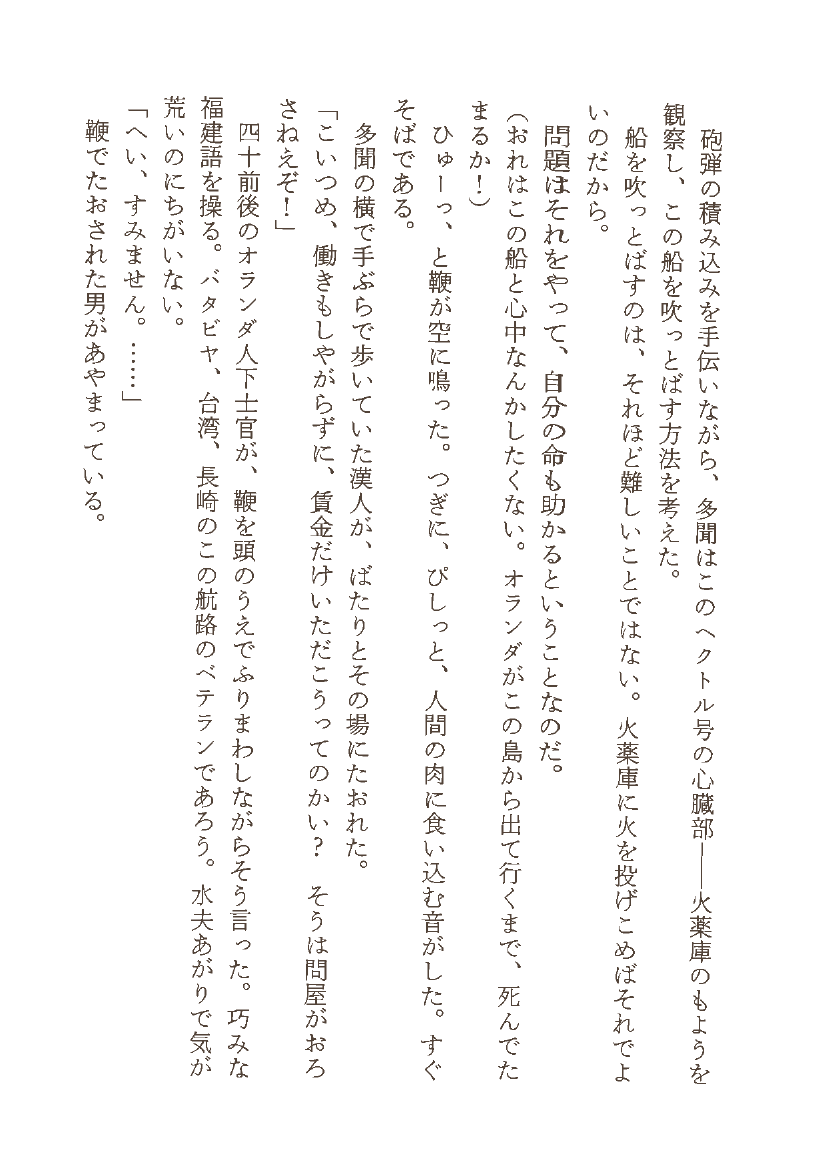 砲弾の積み込みを手伝いながら、多聞はこのヘクトル号の心臓部――火薬庫のもようを
観察し、この船を吹っとばす方法を考えた。
船を吹っとばすのは、それほど難しいことではない。火薬庫に火を投げこめばそれでよ
いのだから。
問題はそれをやって、自分の命も助かるということなのだ。
(おれはこの船と心中なんかしたくない。オランダがこの島から出て行くまで、死んでた
まるか!)
ひゅーっ、と鞭が空に鳴った。つぎに、ぴしっと、人間の肉に食い込む音がした。すぐ
そばである。
多聞の横で手ぶらで歩いていた漢人が、ばたりとその場にたおれた。
「こいつめ、働きもしやがらずに、賃金だけいただこうってのかい? そうは問屋がおろ
さねえぞ!」
四十前後のオランダ人下士官が、鞭を頭のうえでふりまわしながらそう言った。巧みな
福建語を操る。バタビヤ、台湾、長崎のこの航路のベテランであろう。水夫あがりで気が
荒いのにちがいない。
「へい、すみません。……」
鞭でたおされた男があやまっている。